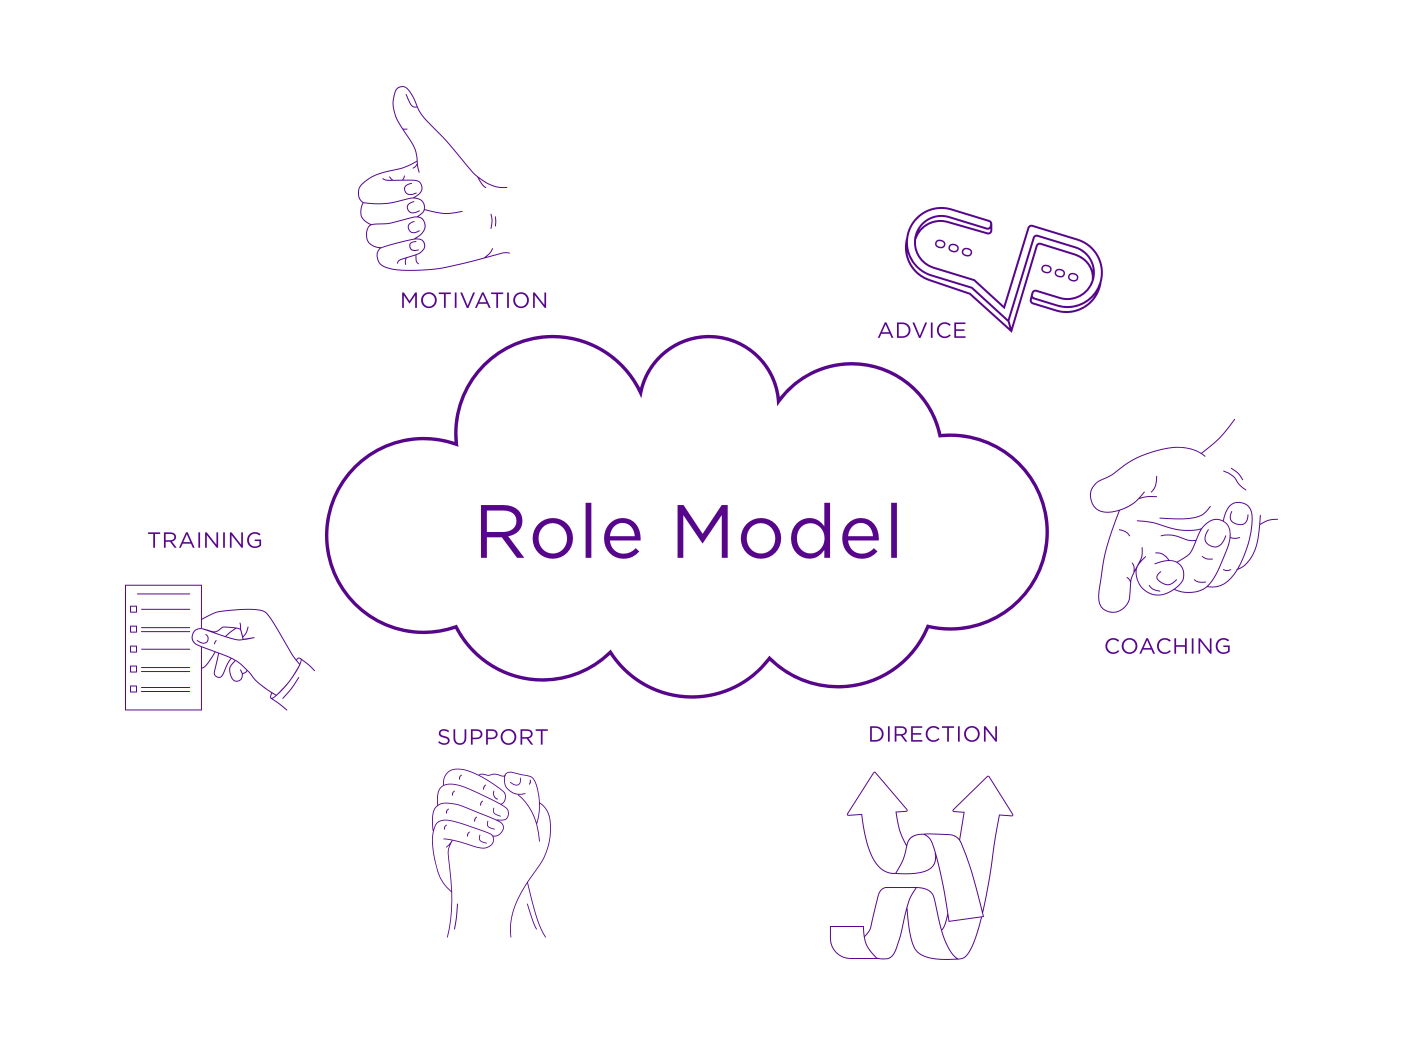 MOTIVATION
ADVICE
Role Model
TRAINING
COACHING
SUPPORT
DIRECTION